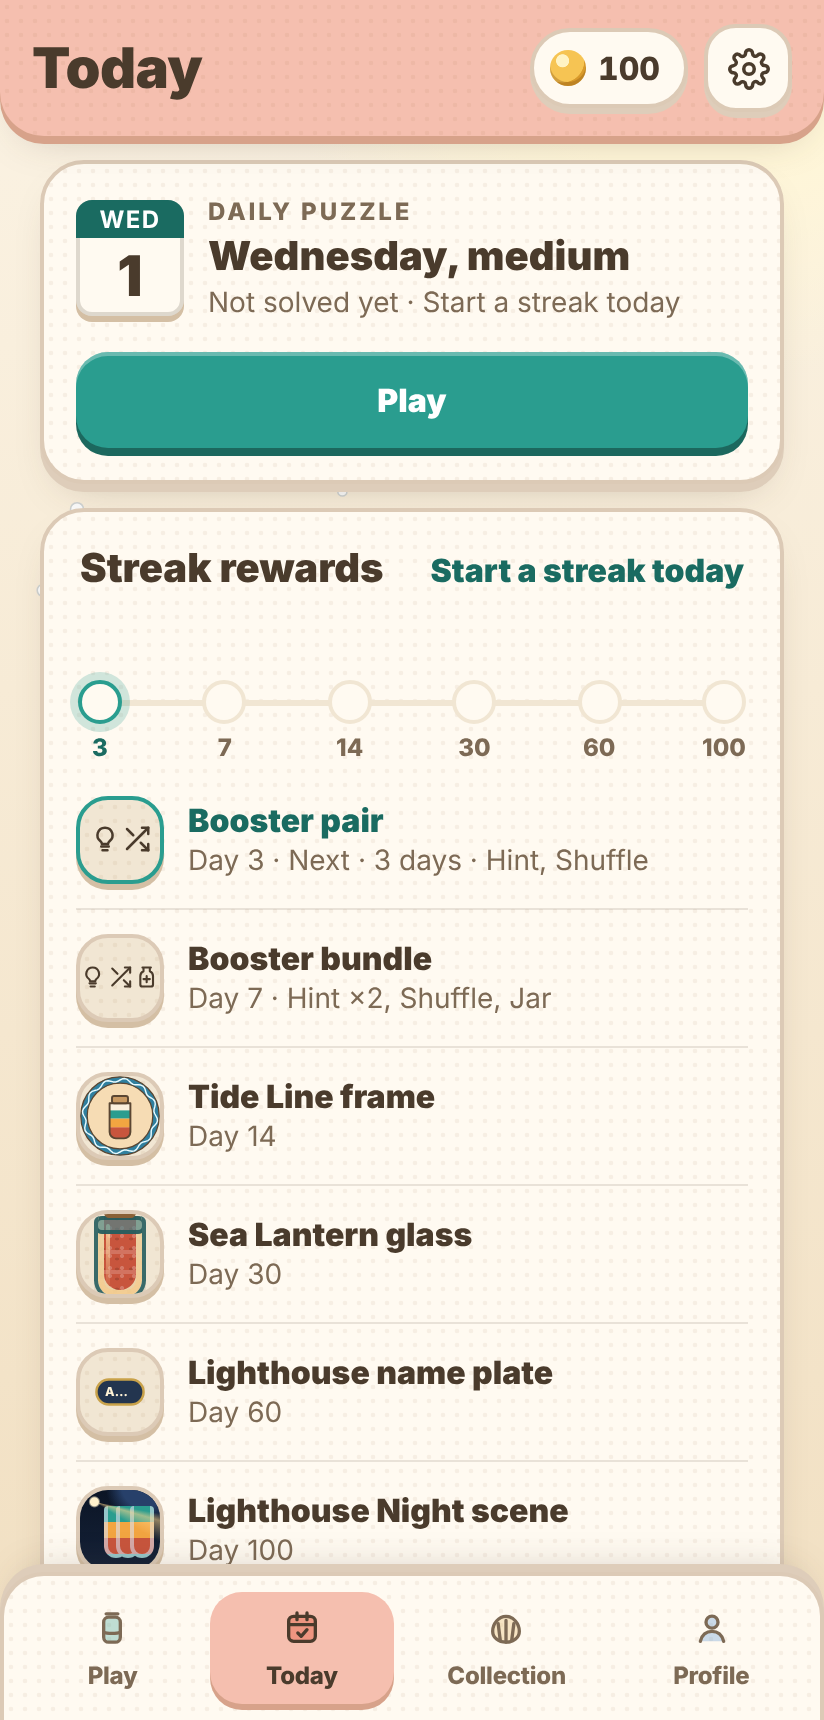 Today
100
WED
1
DAILY PUZZLE
Wednesday, medium
Not solved yet · Start a streak today
Play
Streak rewards
Start a streak today
3 7 14 30 60 100
Booster pair
Day 3 · Next · 3 days · Hint, Shuffle
Booster bundle
Day 7 · Hint ×2, Shuffle, Jar
Tide Line frame
Day 14
Sea Lantern glass
Day 30
A...
Lighthouse name plate
Day 60
Lighthouse Night scene
Day 100
Play Today Collection Profile